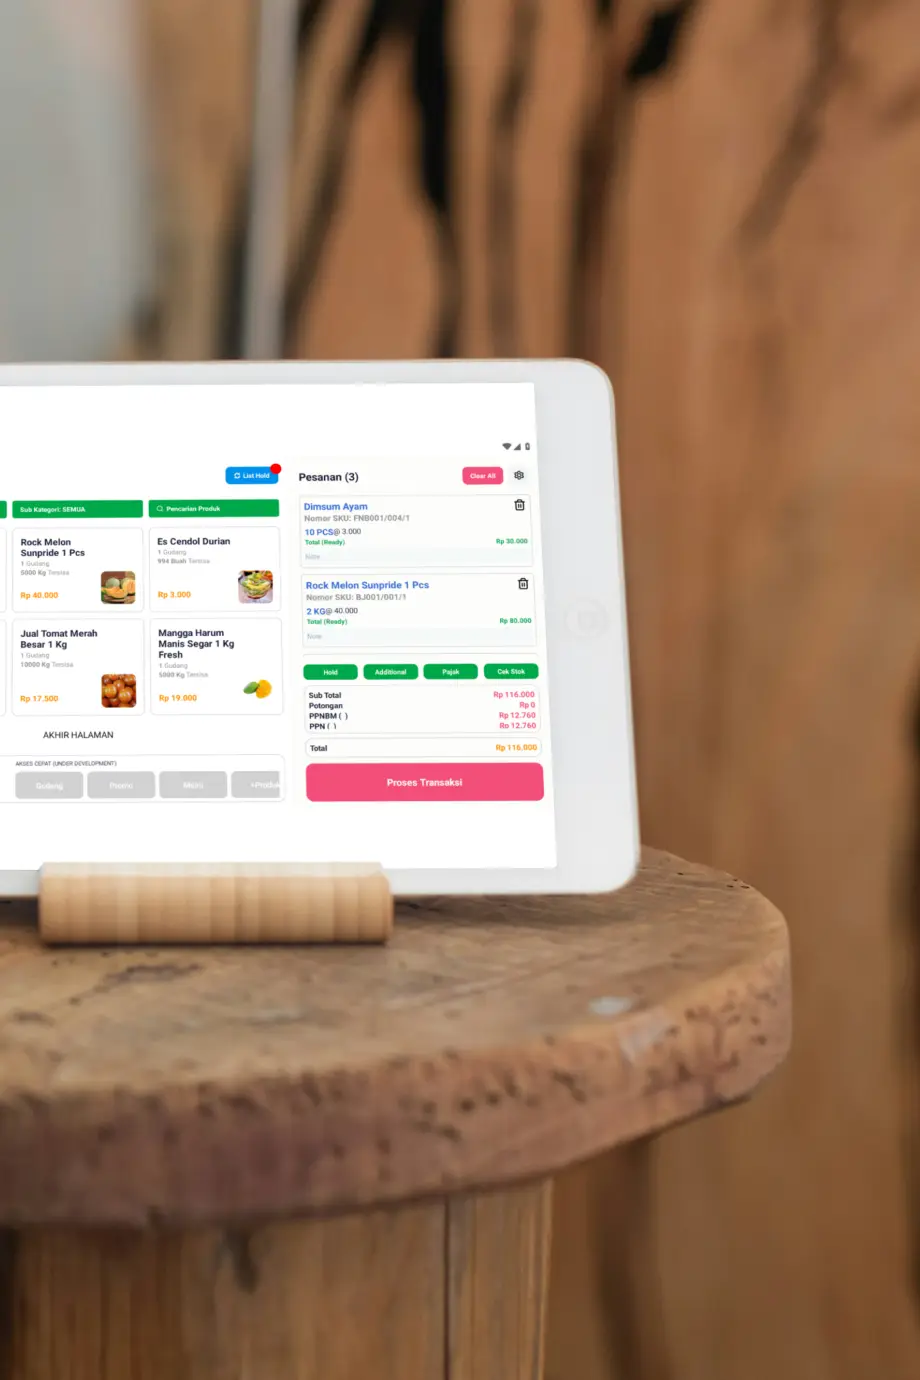 List Hold
Sub Kategori: SEMUA
Pencarian Produk
Rock Melon
Sunpride 1 Pcs
1 Gudang
5000 Kg Tersisa
Rp 40.000
Es Cendol Durian
1 Gudang
994 Buah Tersisa
Rp 3.000
Jual Tomat Merah
Besar 1 Kg
1 Gudang
10000 Kg Tersisa
Rp 17.500
Mangga Harum
Manis Segar 1 Kg
Fresh
1 Gudang
5000 Kg Tersisa
Rp 19.000
AKHIR HALAMAN
AKSES CEPAT (UNDER DEVELOPMENT)
Gudang
Promo
+Produk
Pesanan (3)
Clear All
Dimsum Ayam
Nomor SKU: FNB001/004/1
10 PCS@ 3.000
Total (Ready)
Rp 30.000
Note
Rock Melon Sunpride 1 Pcs
Nomor SKU: BJ001/001/1
2 KG@ 40.000
Total (Ready)
Rp 80.000
Note
Hold
Additional
Pajak
Cek Stok
Sub Total
Rp 116.000
Potongan
Rp 0
PPNBM ( )
Rp 12.760
PPN ( )
Rp 12.760
Total
Rp 116.000
Proses Transaksi